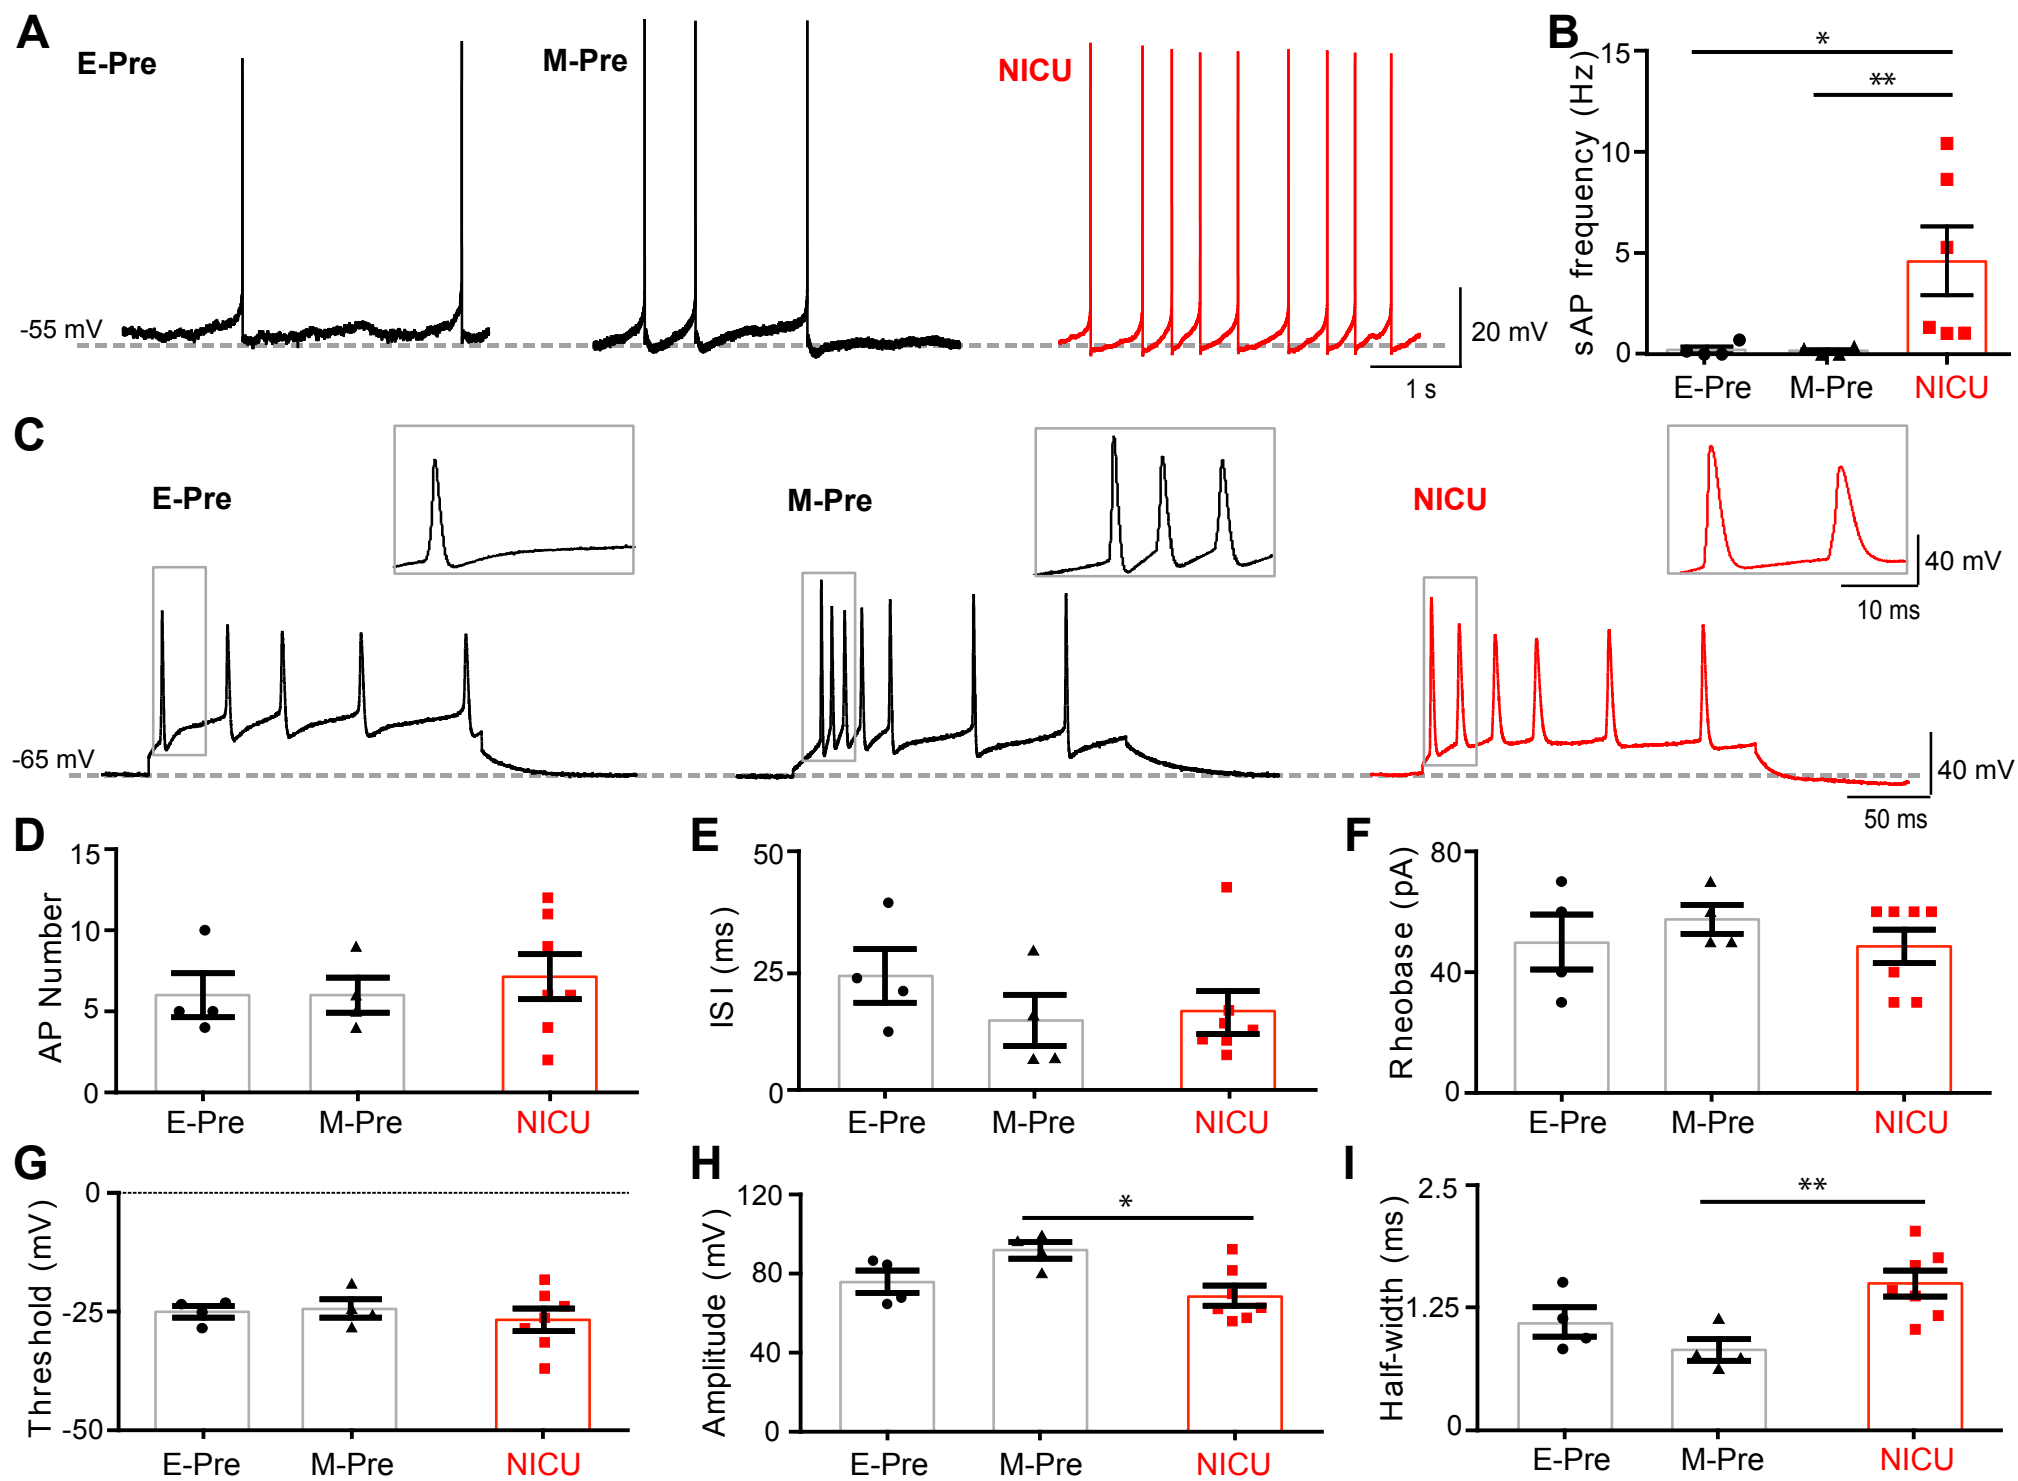 A
E-Pre
M-Pre
NICU
-55 mV
20 mV
1 s
B
sAP frequency (Hz)
15
10
5
0
*
**
E-Pre
M-Pre
NICU
C
E-Pre
M-Pre
NICU
40 mV
10 ms
-65 mV
40 mV
50 ms
D
AP Number
15
10
5
0
E-Pre
M-Pre
NICU
E
ISI (ms)
50
25
0
E-Pre
M-Pre
NICU
F
Rheobase (pA)
80
40
0
E-Pre
M-Pre
NICU
G
Threshold (mV)
0
-25
-50
E-Pre
M-Pre
NICU
H
Amplitude (mV)
120
80
40
0
*
E-Pre
M-Pre
NICU
I
Half-width (ms)
2.5
1.25
0
**
E-Pre
M-Pre
NICU